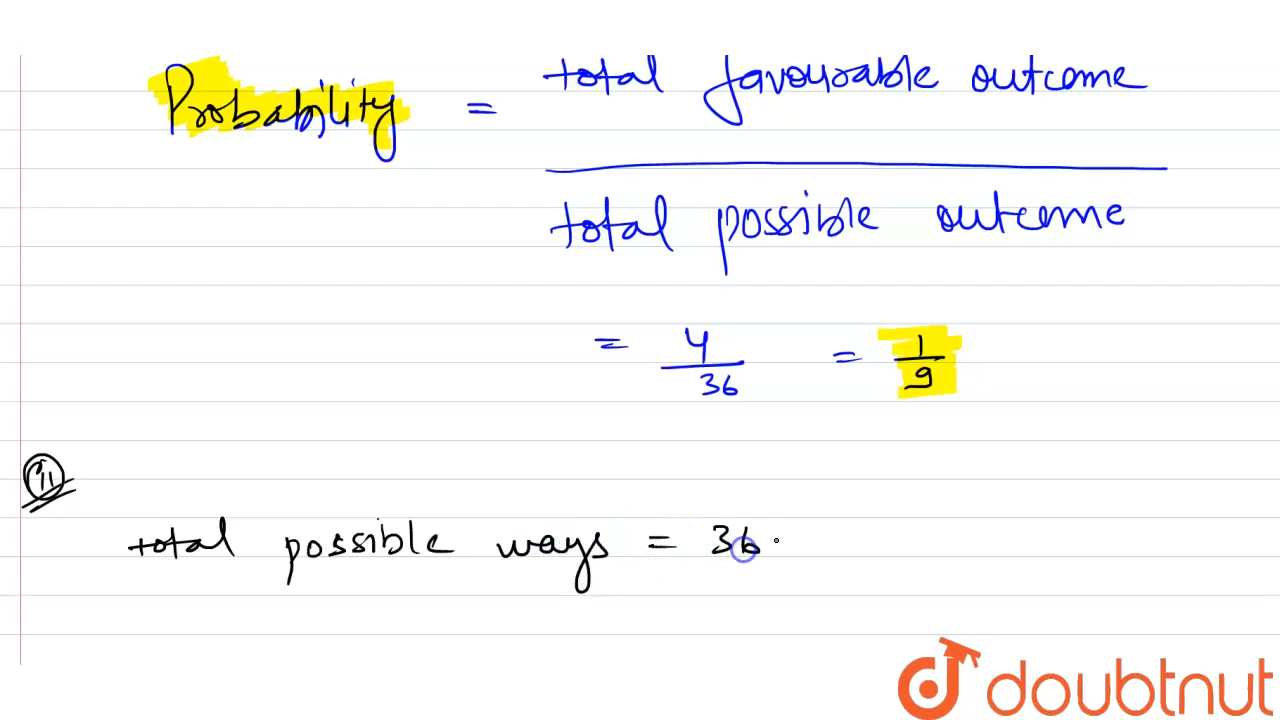 total favourable outcome
Probability =
total possible outcome
= 4/36 = 1/9
(ii)
total possible ways = 36.
doubtnut